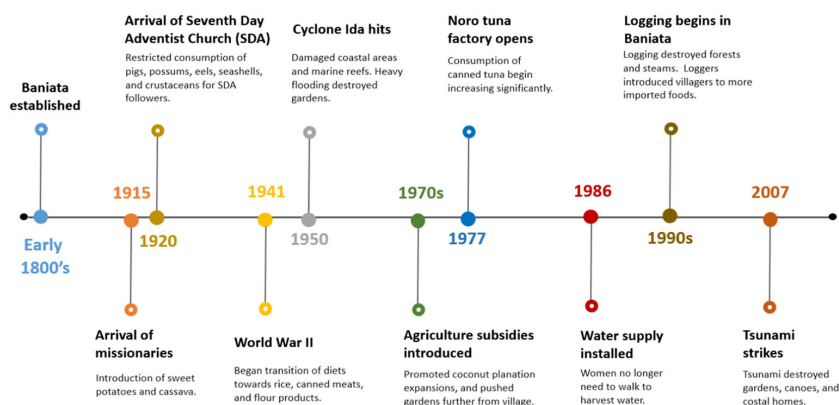 Arrival of Seventh Day
Adventist Church (SDA)
Restricted consumption of
pigs, possums, eels, seashells,
and crustaceans for SDA
followers.
Cyclone Ida hits
Damaged coastal areas
and marine reefs. Heavy
flooding destroyed
gardens.
Noro tuna
factory opens
Consumption of
canned tuna begin
increasing significantly.
Logging begins in
Baniata
Logging destroyed forests
and steams. Loggers
introduced villagers to more
imported foods.
Baniata
established
1915
1941
1970s
1986
2007
Early
1800's
1920
1950
1977
1990s
Arrival of
missionaries
Introduction of sweet
potatoes and cassava.
World War II
Began transition of diets
towards rice, canned meats,
and flour products.
Agriculture subsidies
introduced
Promoted coconut planation
expansions, and pushed
gardens further from village.
Water supply
installed
Women no longer
need to walk to
harvest water.
Tsunami
strikes
Tsunami destroyed
gardens, canoes, and
costal homes.